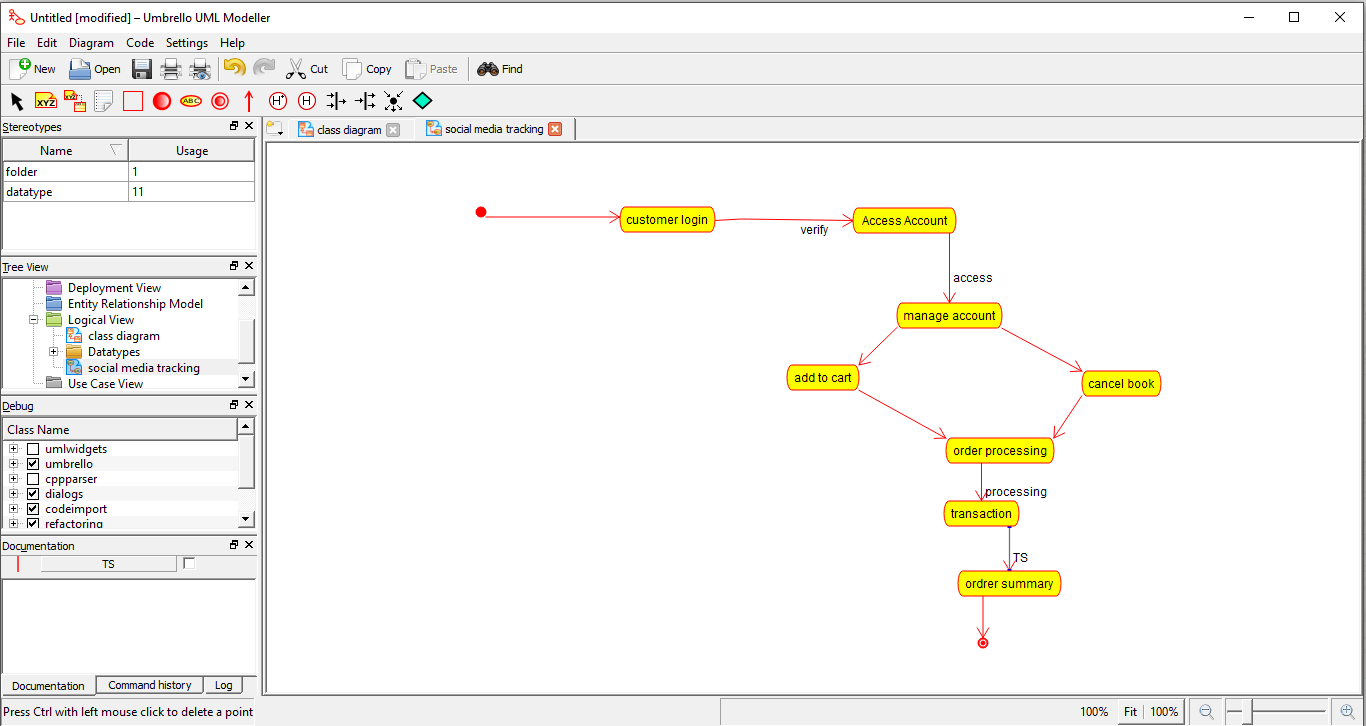 Untitled [modified] – Umbrello UML Modeller
File Edit Diagram Code Settings Help
New Open Cut Copy Paste Find
XYZ XYZ ABC H* H
Stereotypes
class diagram social media tracking
Name Usage
folder 1
datatype 11
Tree View
Deployment View
Entity Relationship Model
Logical View
class diagram
Datatypes
social media tracking
Use Case View
Debug
Class Name
umlwidgets
umbrello
cppparser
dialogs
codeimport
refactoring
Documentation
TS
Documentation Command history Log
customer login
verify
Access Account
access
manage account
add to cart
cancel book
order processing
processing
transaction
TS
ordrer summary
Press Ctrl with left mouse click to delete a point
100% Fit 100%